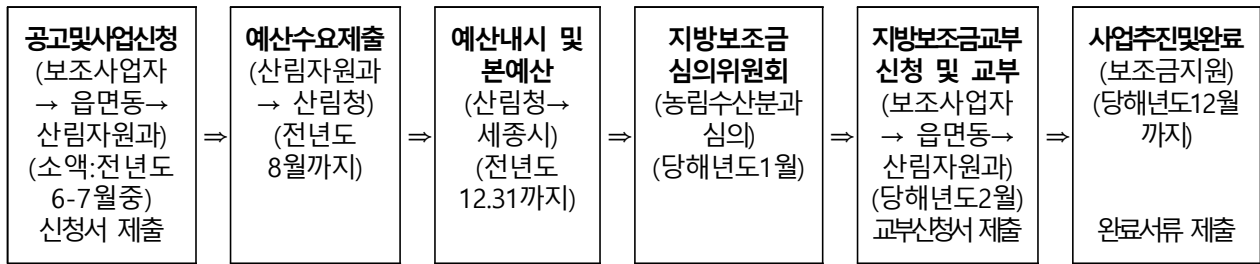 공고및사업신청
(보조사업자
→ 읍면동→
산림자원과)
(소액:전년도
6-7월중)
신청서 제출
⇒
예산수요제출
(산림자원과
→ 산림청)
(전년도
8월까지)
⇒
예산내시 및
본예산
(산림청→
세종시)
(전년도
12.31까지)
⇒
지방보조금
심의위원회
(농림수산분과
심의)
(당해년도1월)
⇒
지방보조금교부
신청 및 교부
(보조사업자
→ 읍면동→
산림자원과)
(당해년도2월)
교부신청서 제출
⇒
사업추진및완료
(보조금지원)
(당해년도12월
까지)
완료서류 제출